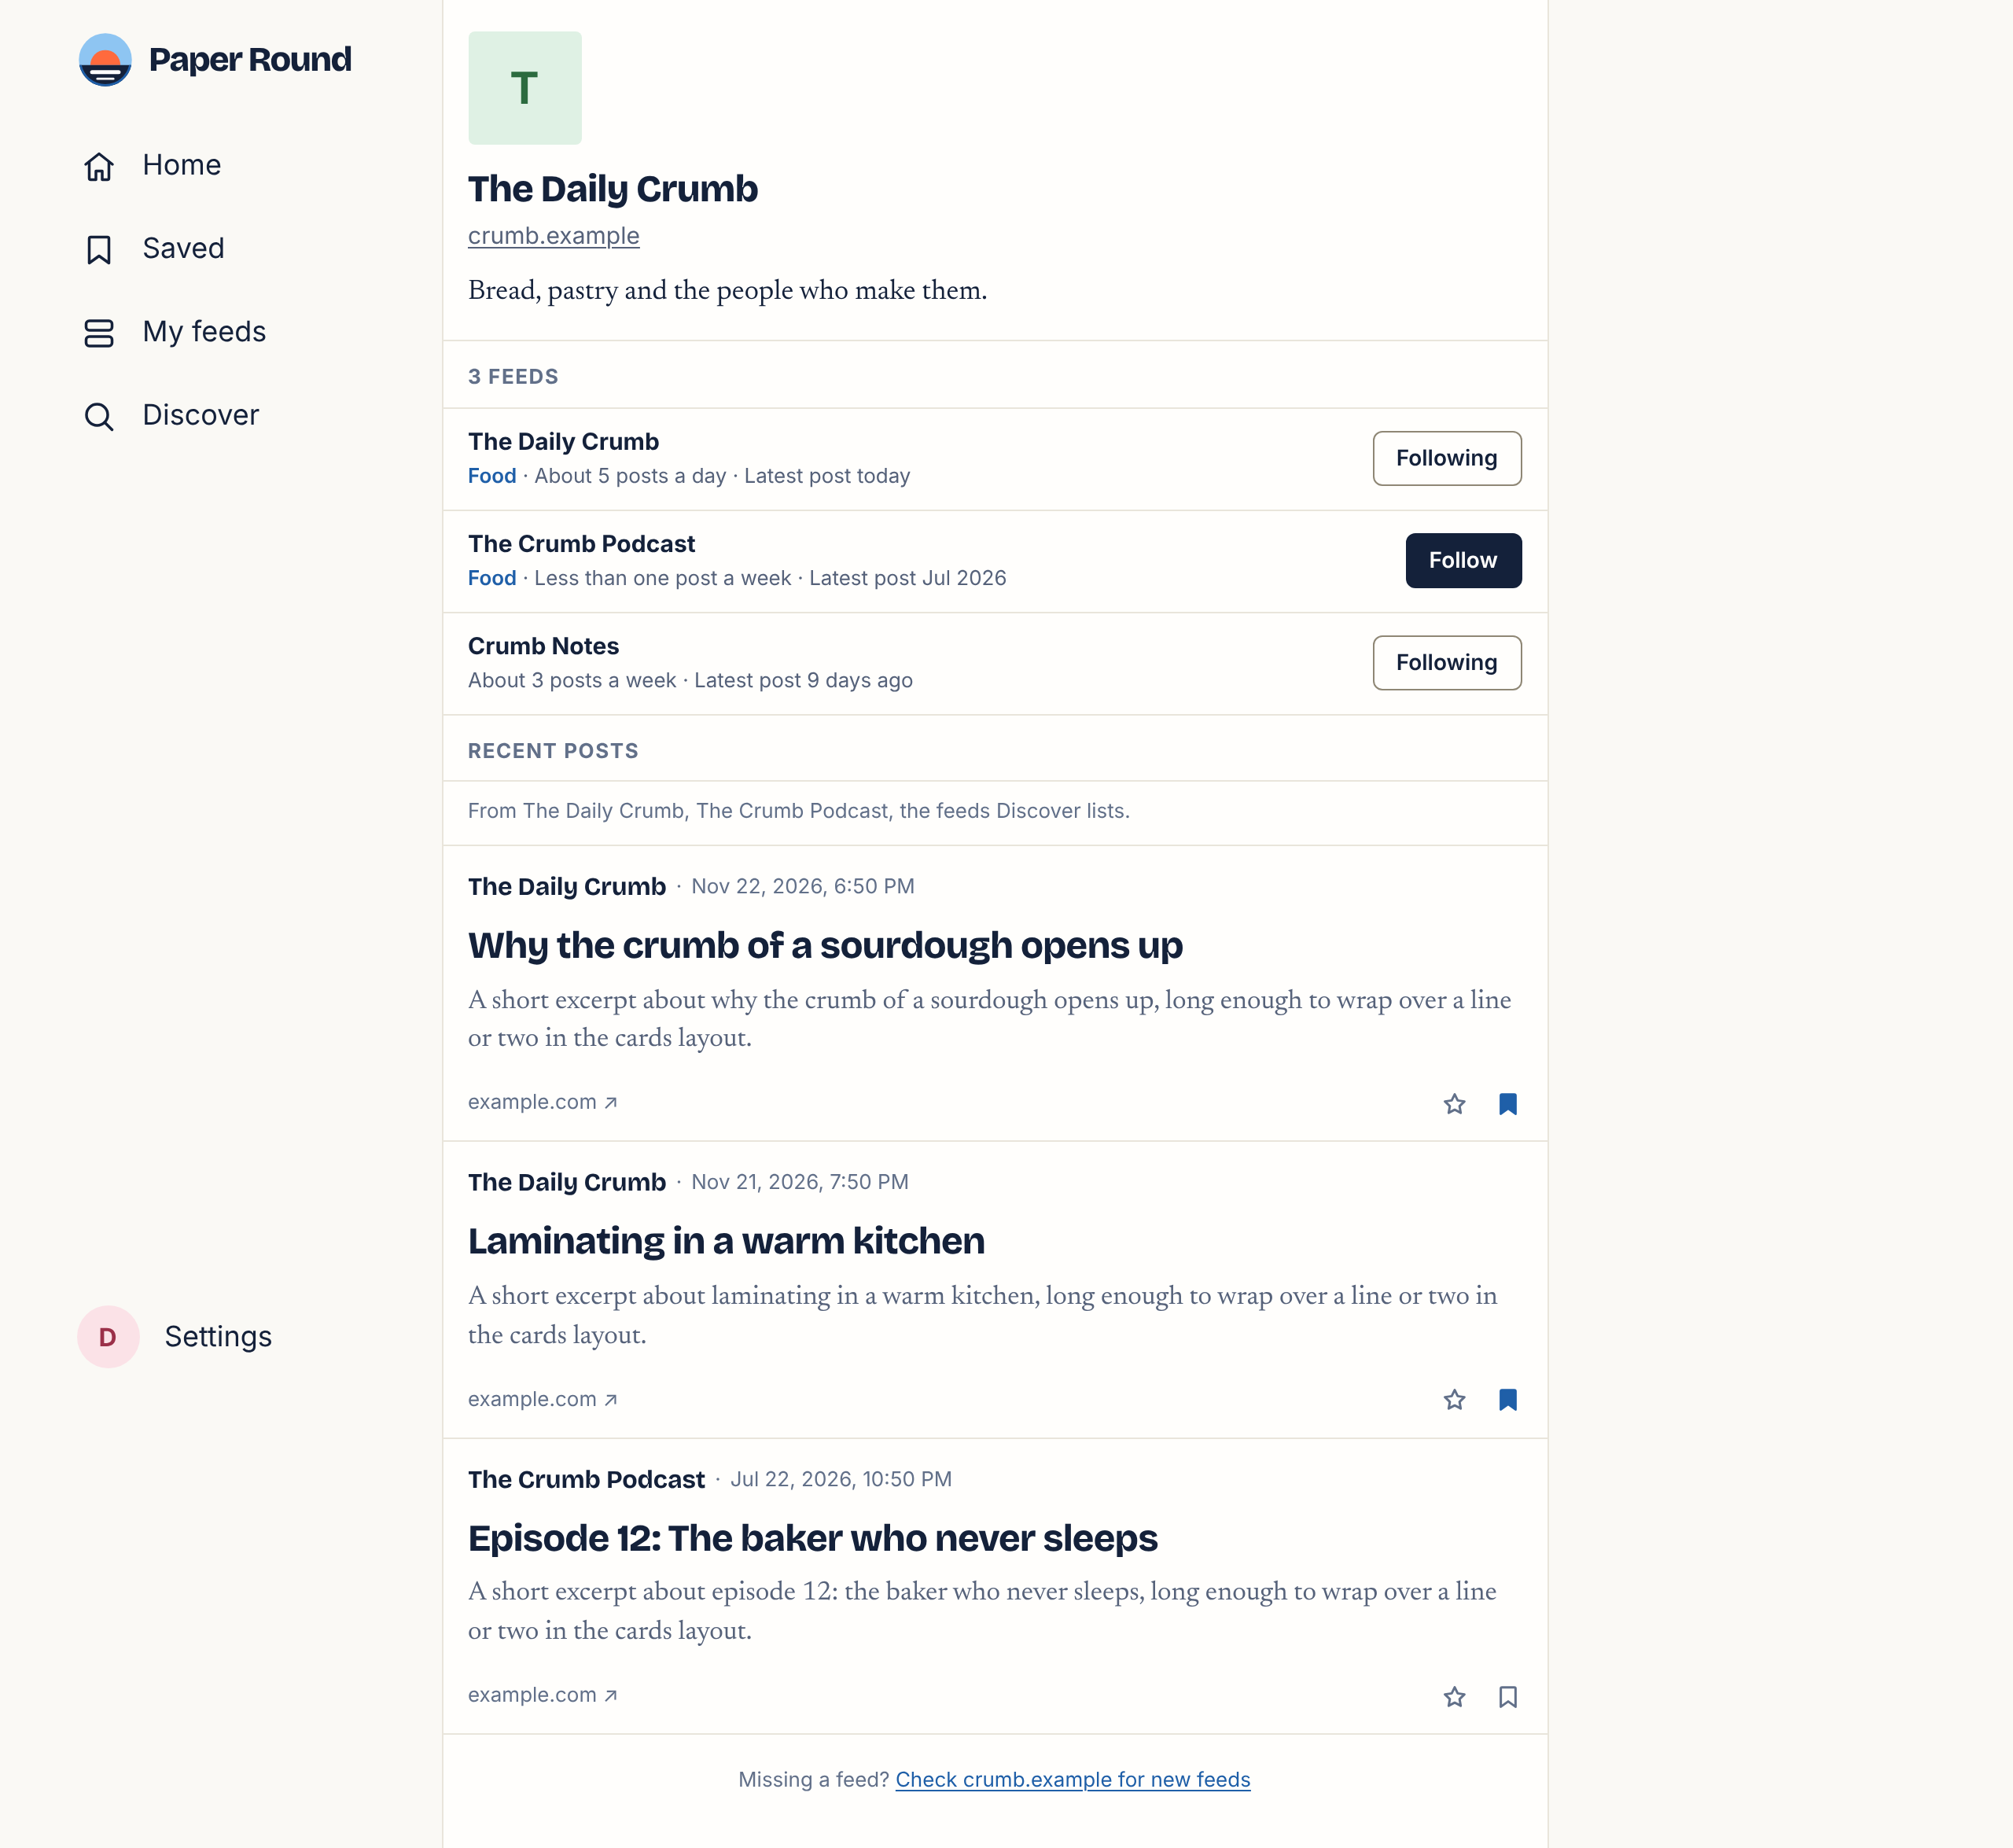 Paper Round
Home
Saved
My feeds
Discover
D
Settings
T
The Daily Crumb
crumb.example
Bread, pastry and the people who make them.
3 FEEDS
The Daily Crumb
Food · About 5 posts a day · Latest post today
Following
The Crumb Podcast
Food · Less than one post a week · Latest post Jul 2026
Follow
Crumb Notes
About 3 posts a week · Latest post 9 days ago
Following
RECENT POSTS
From The Daily Crumb, The Crumb Podcast, the feeds Discover lists.
The Daily Crumb · Nov 22, 2026, 6:50 PM
Why the crumb of a sourdough opens up
A short excerpt about why the crumb of a sourdough opens up, long enough to wrap over a line
or two in the cards layout.
example.com ↗
The Daily Crumb · Nov 21, 2026, 7:50 PM
Laminating in a warm kitchen
A short excerpt about laminating in a warm kitchen, long enough to wrap over a line or two in
the cards layout.
example.com ↗
The Crumb Podcast · Jul 22, 2026, 10:50 PM
Episode 12: The baker who never sleeps
A short excerpt about episode 12: the baker who never sleeps, long enough to wrap over a line
or two in the cards layout.
example.com ↗
Missing a feed? Check crumb.example for new feeds